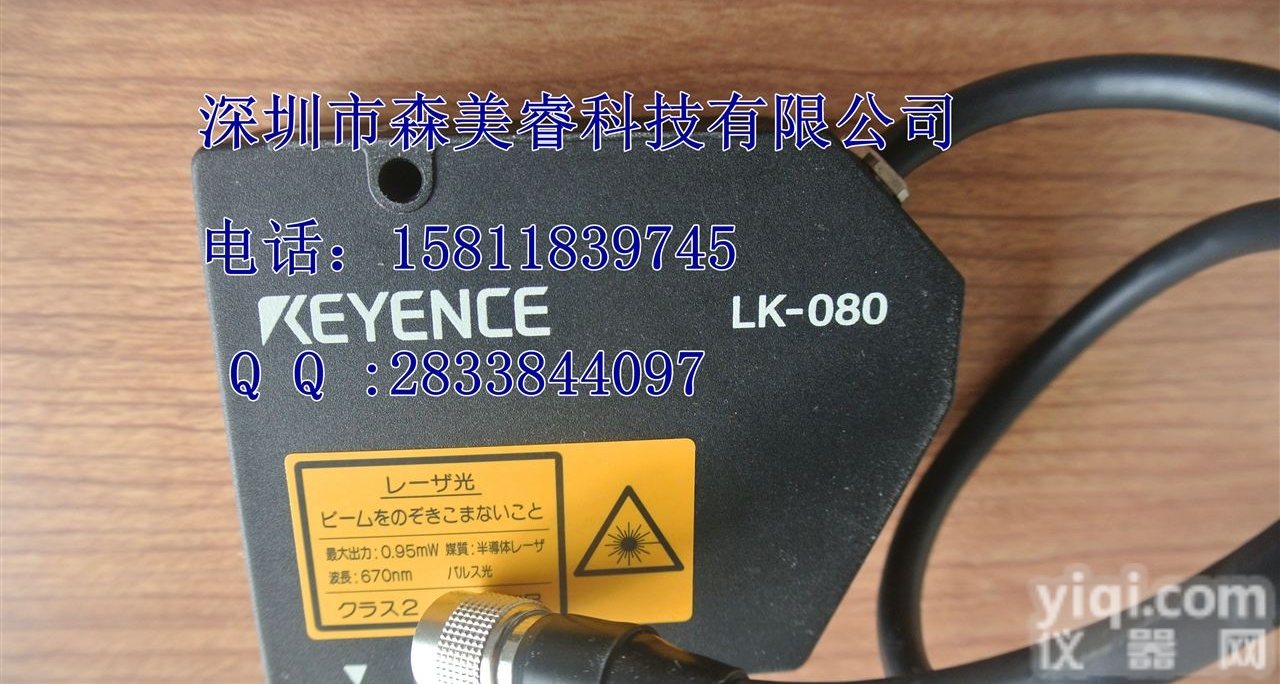 深圳市森美睿科技有限公司
电话：15811839745
KEYENCE LK-080
Q Q :2833844097
レーザ光
ビームをのぞきこまないこと
最大出力:0.95mW 媒質:半導体レーザ
波長:670nm パルス光
クラス2
yiqi.com
仪器网